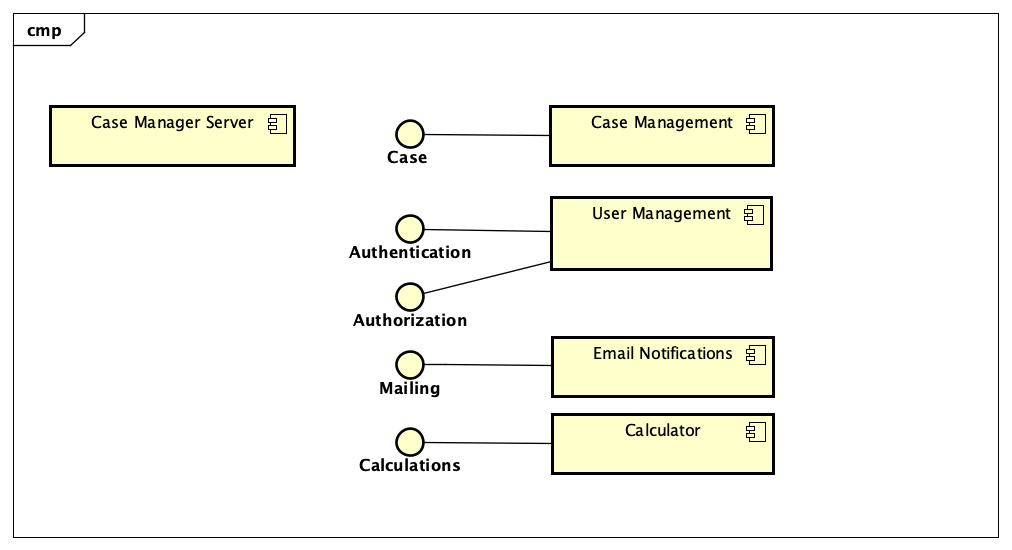 cmp
Case Manager Server
Case
Case Management
Authentication
User Management
Authorization
Mailing
Email Notifications
Calculations
Calculator